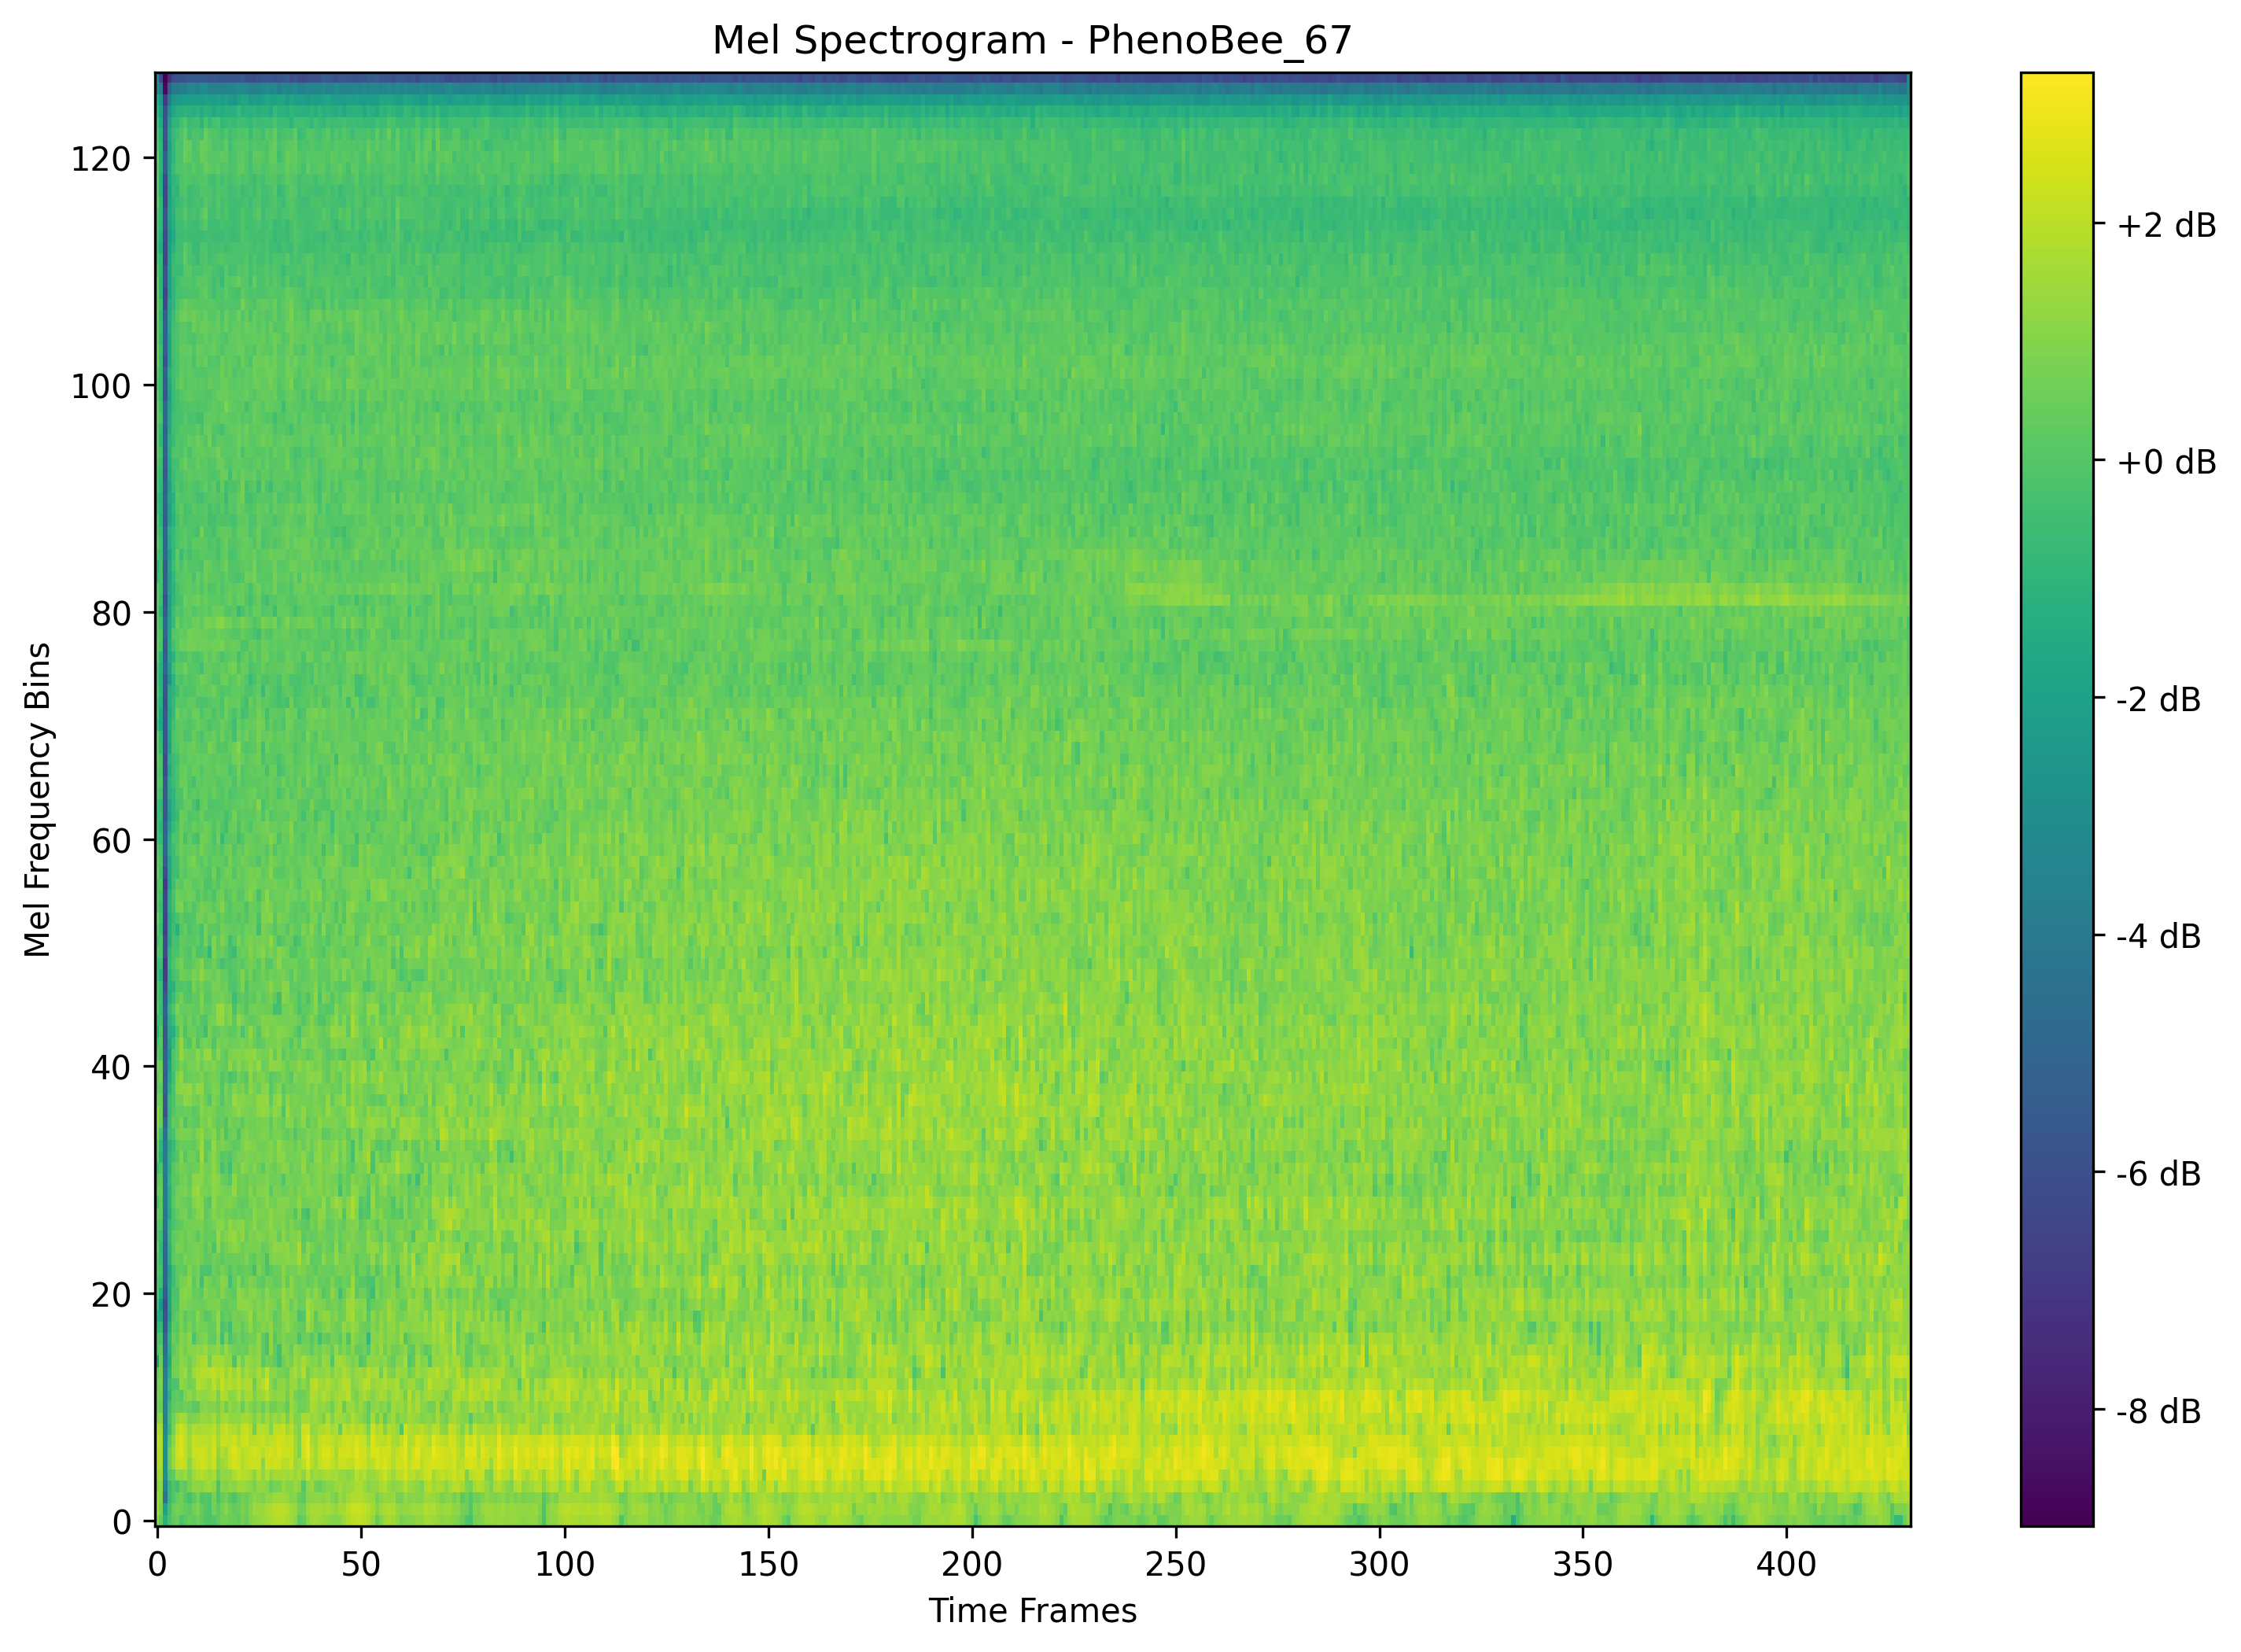 Mel Spectrogram - PhenoBee_67
Mel Frequency Bins
120
100
80
60
40
20
0
0 50 100 150 200 250 300 350 400
Time Frames
+2 dB
+0 dB
-2 dB
-4 dB
-6 dB
-8 dB